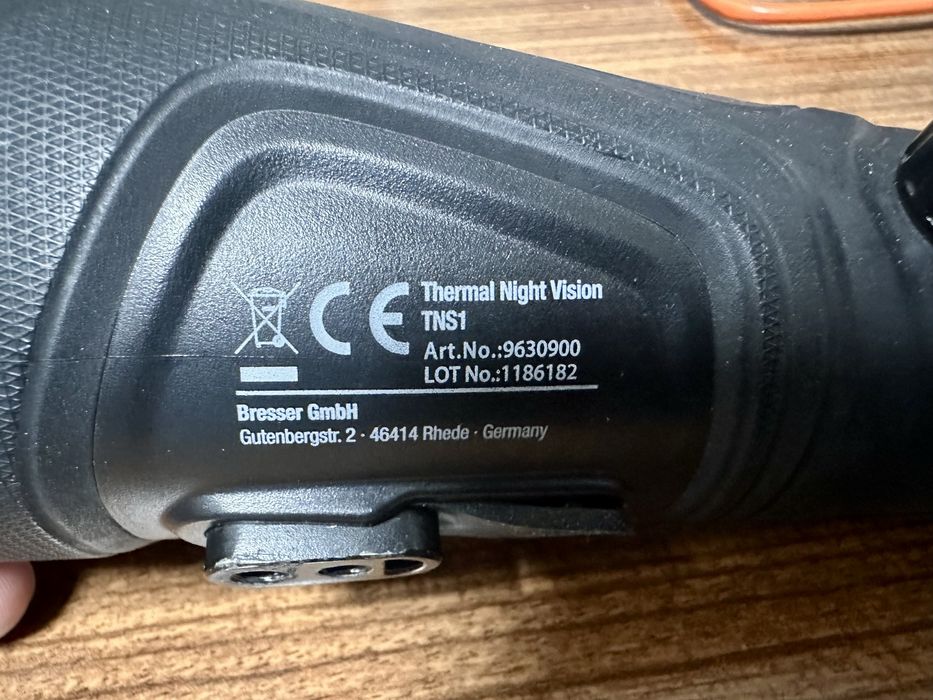 CE Thermal Night Vision
TNS1
Art.No.:9630900
LOT No.:1186182
Bresser GmbH
Gutenbergstr. 2 · 46414 Rhede · Germany